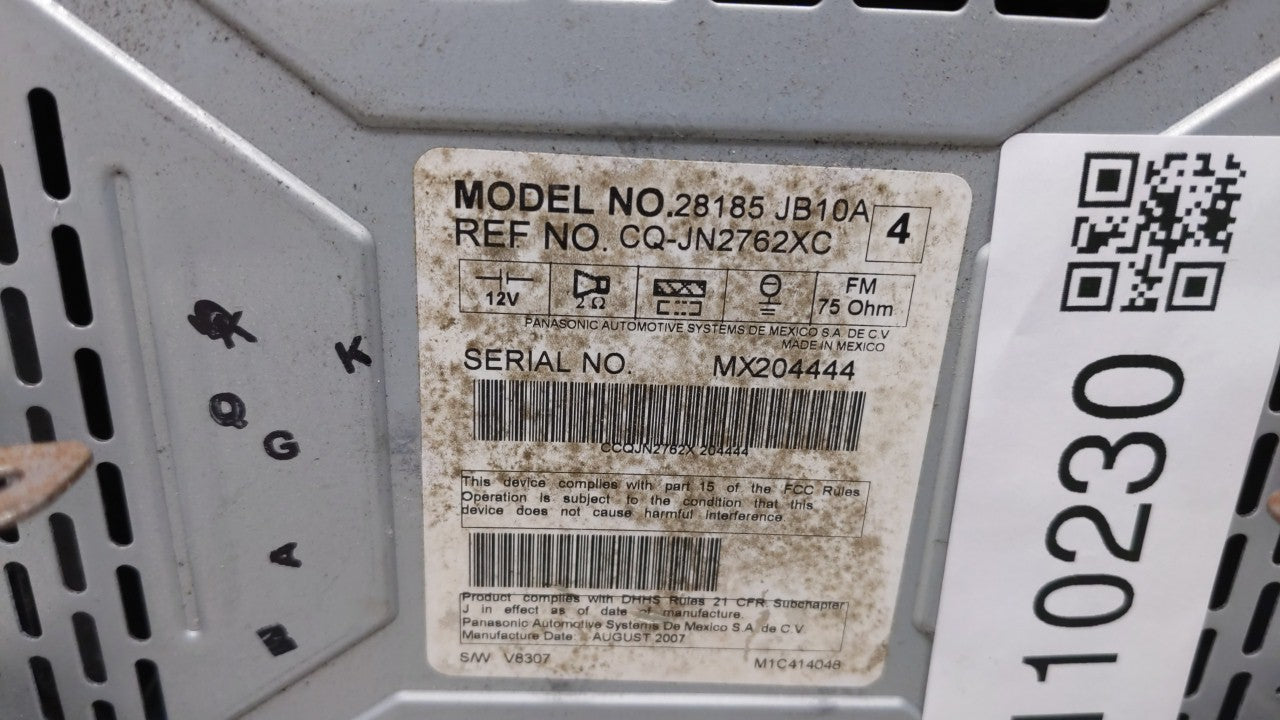 MODEL NO. 28185 JB10A
REF NO. CQ-JN2762XC
4
12V
2 Ω
FM
75 Ohm
PANASONIC AUTOMOTIVE SYSTEMS DE MEXICO S.A. DE C.V
MADE IN MEXICO
SERIAL NO. MX204444
CCQJN2762X 204444
This device complies with part 15 of the FCC Rules
Operation is subject to the condition that this
device does not cause harmful interference
Product complies with DHHS Rules 21 CFR Subchapter
J in effect as of date of manufacture.
Panasonic Automotive Systems De Mexico S.A. de C.V
Manufacture Date: AUGUST 2007
S/W V8307
M1C414048
K
Q
G
A
110230